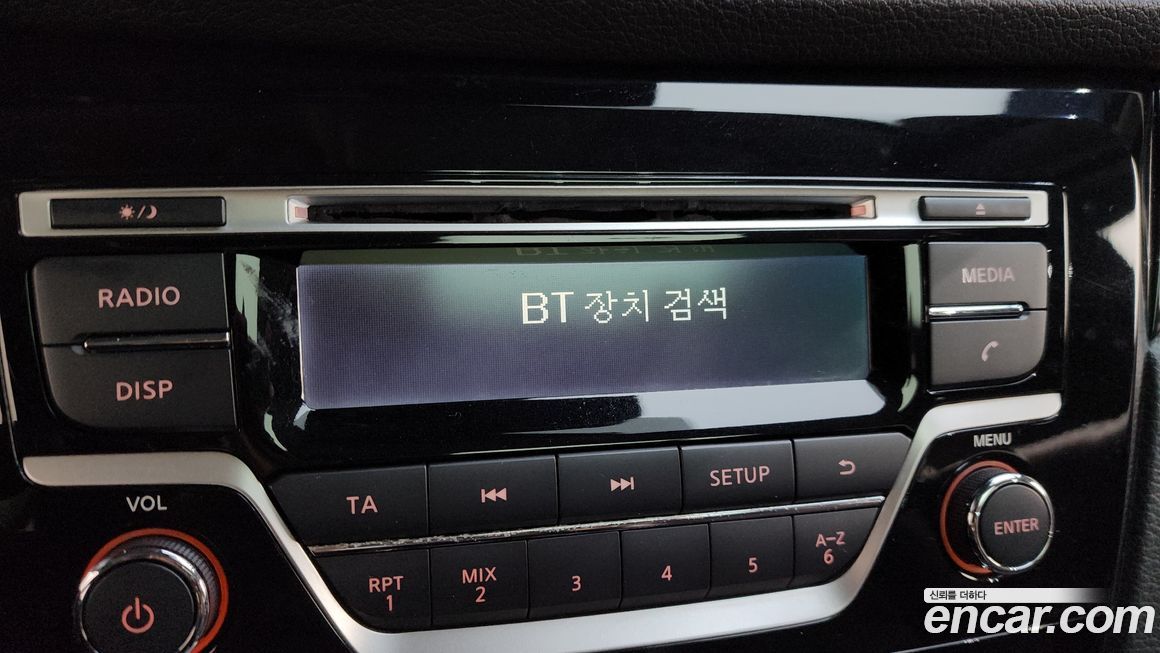 BT 장치 검색
RADIO
MEDIA
DISP
MENU
VOL
TA
SETUP
ENTER
RPT
1
MIX
2
3
4
5
A-Z
6
신뢰를 더하다
encar.com